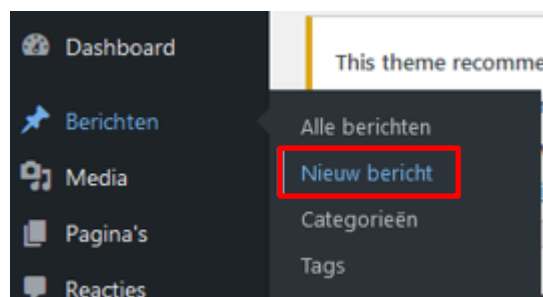 Dashboard
This theme recomme
Berichten
Alle berichten
Media
Nieuw bericht
Categorieën
Pagina's
Tags
Reacties